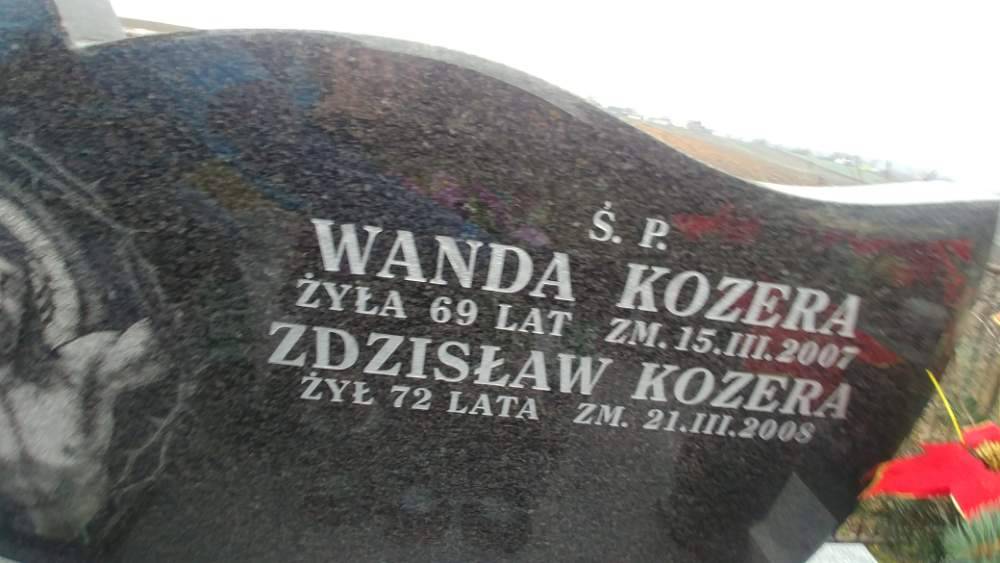 Ś. P.
WANDA KOZERA
ŻYŁA 69 LAT ZM. 15.III.2007
ZDZISŁAW KOZERA
ŻYŁ 72 LATA ZM. 21.III.2008